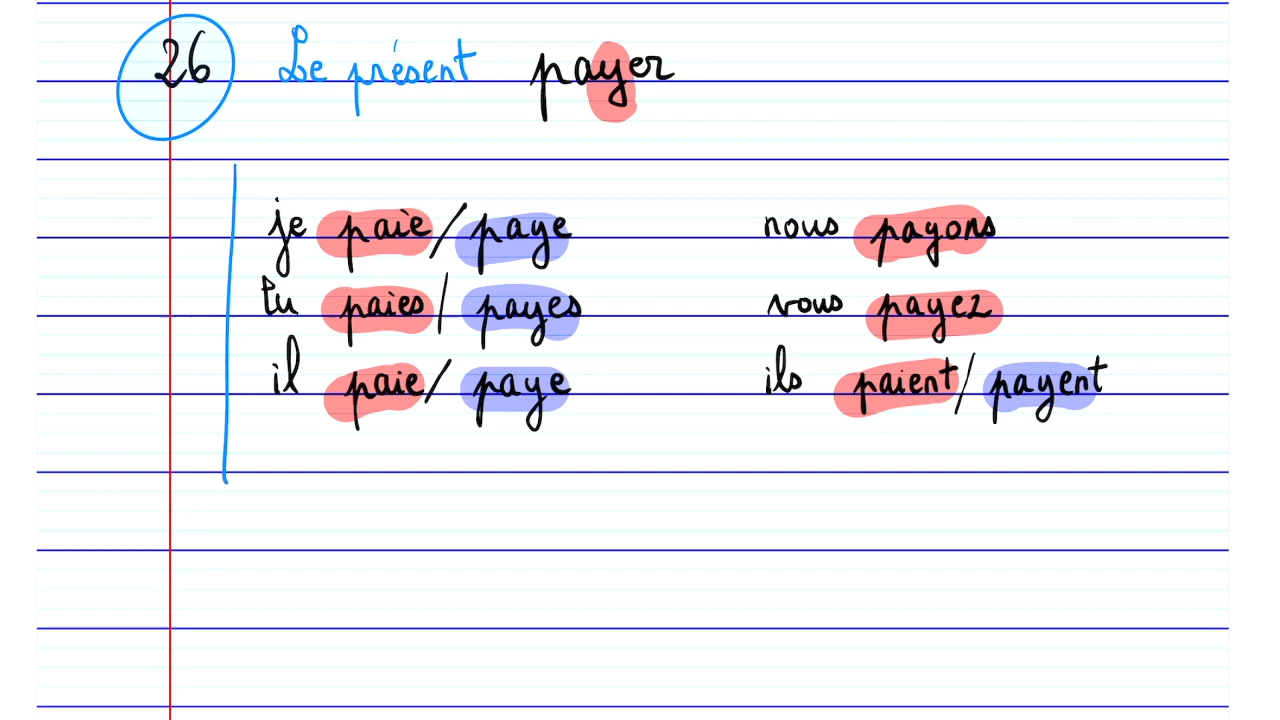 26 Le présent payer
je paie / paye nous payons
tu paies / payes vous payez
il paie / paye ils paient / payent